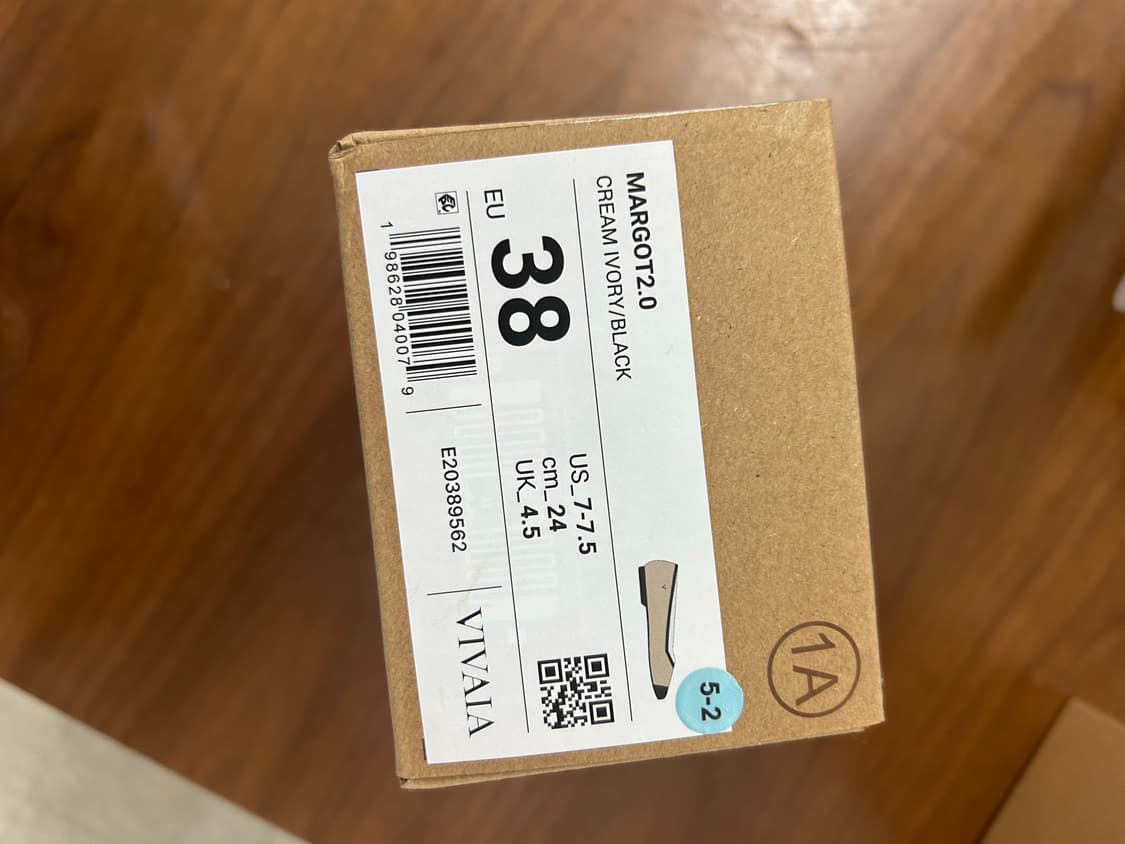 MARGOT2.0
CREAM IVORY/BLACK
EU 38
US_7-7.5
cm_24
UK_4.5
1 98628 04007 9
E20389562
VIVAIA
5-2
1A